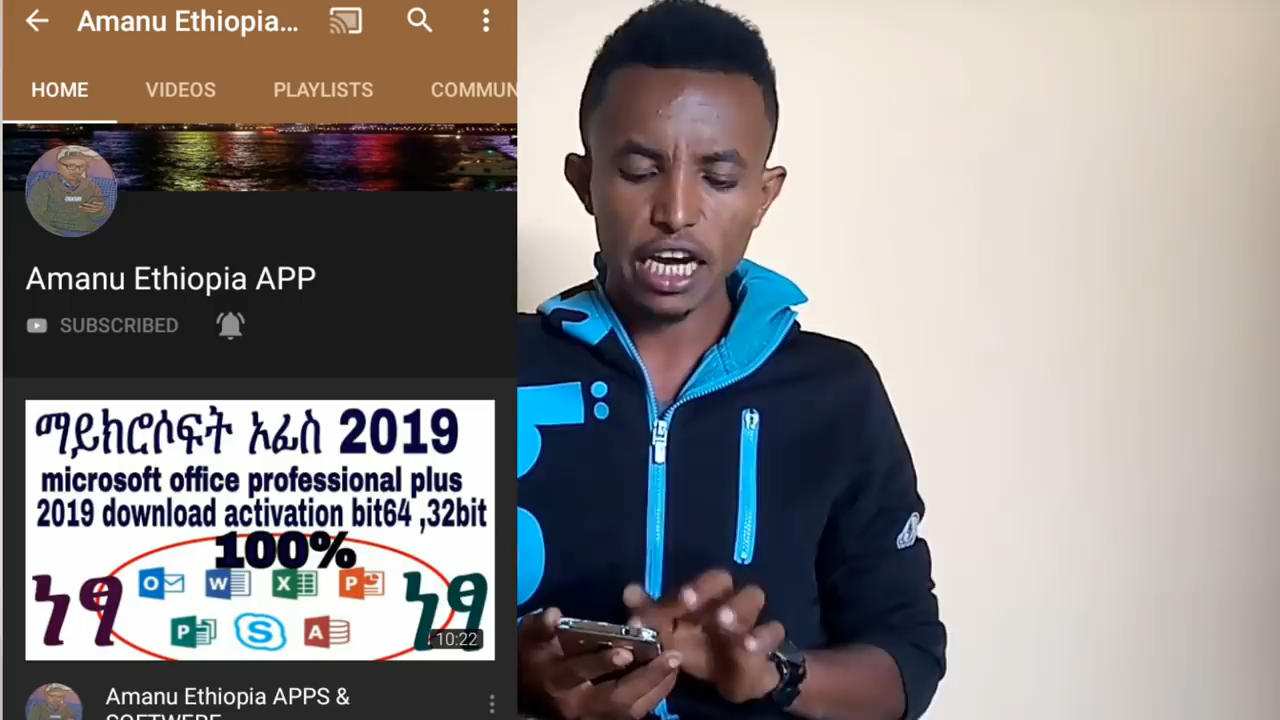 Amanu Ethiopia...
HOME VIDEOS PLAYLISTS COMMUN
Amanu Ethiopia APP
SUBSCRIBED
ማይክሮሶፍት ኦፊስ 2019
microsoft office professional plus
2019 download activation bit64 ,32bit
100%
ነፃ O W X P ነፃ
P S A
10:22
Amanu Ethiopia APPS &
SOFTWERE